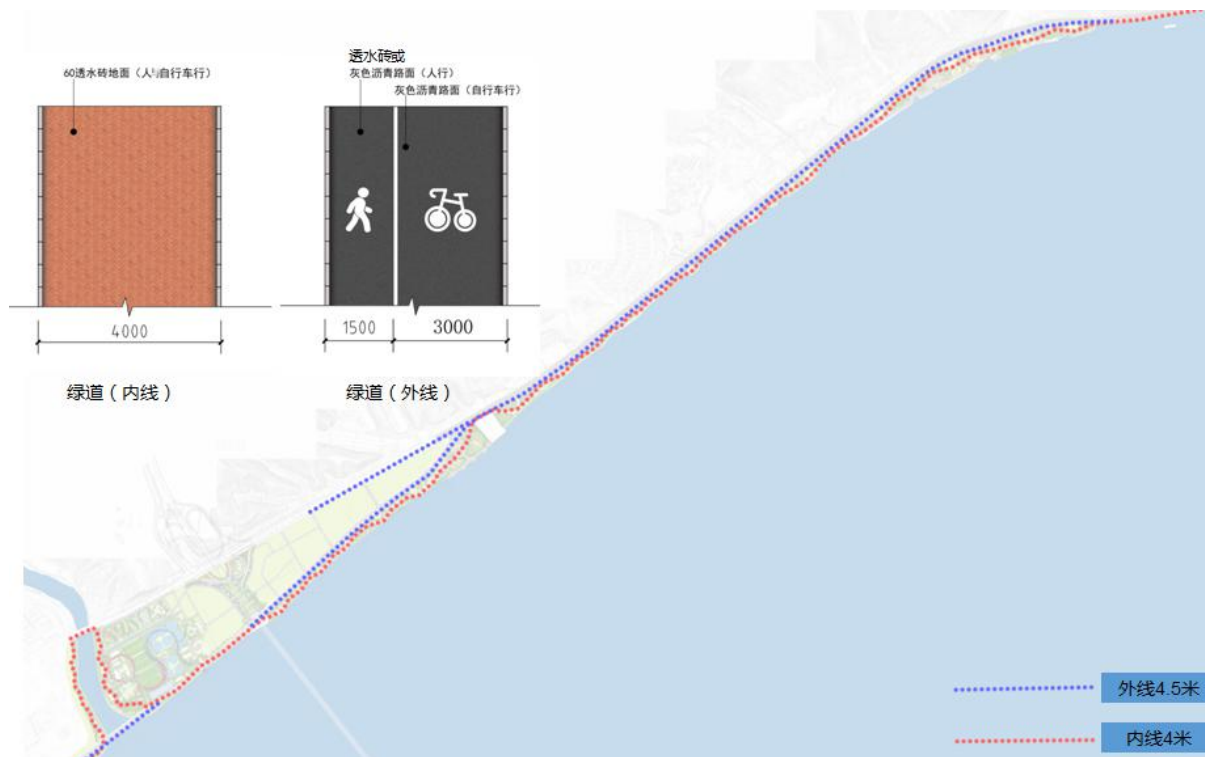 60透水砖地面（人与自行车行）
透水砖或
灰色沥青路面（人行）
灰色沥青路面（自行车行）
4000
1500
3000
绿道（内线）
绿道（外线）
外线4.5米
内线4米